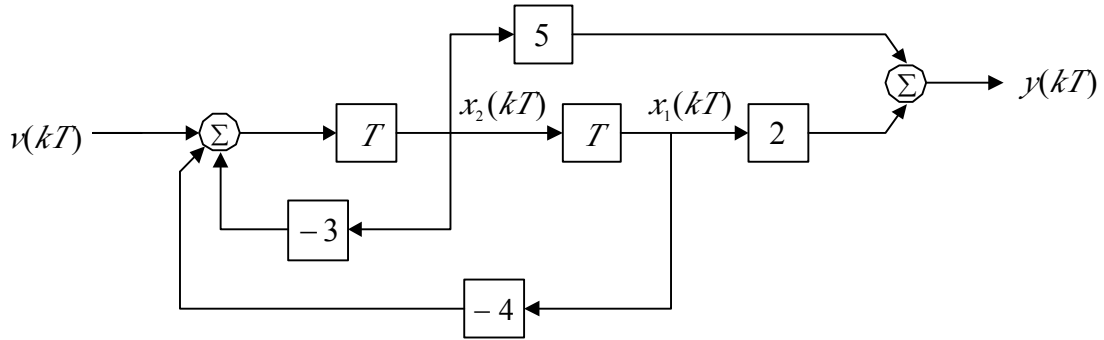 5
v(kT)
Σ
T
x₂(kT)
T
x₁(kT)
2
Σ
y(kT)
− 3
− 4